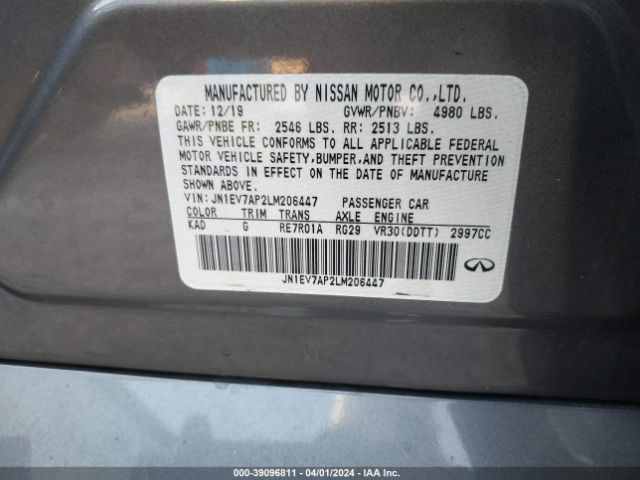 MANUFACTURED BY NISSAN MOTOR CO.,LTD.
DATE: 12/19 GVWR/PNBV: 4980 LBS.
GAWR/PNBE FR: 2546 LBS. RR: 2513 LBS.
THIS VEHICLE CONFORMS TO ALL APPLICABLE FEDERAL
MOTOR VEHICLE SAFETY,BUMPER,AND THEFT PREVENTION
STANDARDS IN EFFECT ON THE DATE OF MANUFACTURE
SHOWN ABOVE.
VIN: JN1EV7AP2LM206447 PASSENGER CAR
COLOR TRIM TRANS AXLE ENGINE
KAD G RE7R01A RG29 VR30(DDTT) 2997CC
JN1EV7AP2LM206447
000-39096811 / 04/01/2024 - IAA Inc.